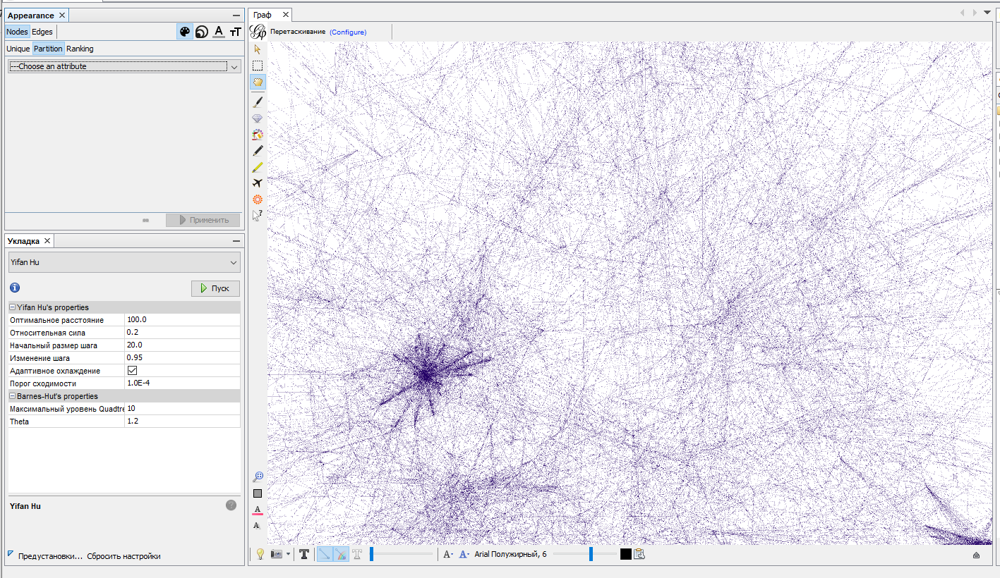 Appearance
Nodes Edges
A тT
Unique Partition Ranking
---Choose an attribute
Применить
Укладка
Yifan Hu
Пуск
Yifan Hu's properties
Оптимальное расстояние 100.0
Относительная сила 0.2
Начальный размер шага 20.0
Изменение шага 0.95
Адаптивное охлаждение
Порог сходимости 1.0E-4
Barnes-Hut's properties
Максимальный уровень Quadtre 10
Theta 1.2
Yifan Hu
Предустановки... Сбросить настройки
Граф
Перетаскивание (Configure)
A
A
T T A A Arial Полужирный, 6